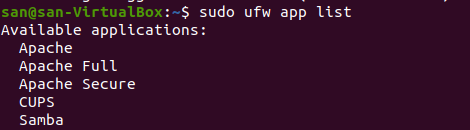 san@san-VirtualBox:~$ sudo ufw app list
Available applications:
Apache
Apache Full
Apache Secure
CUPS
Samba